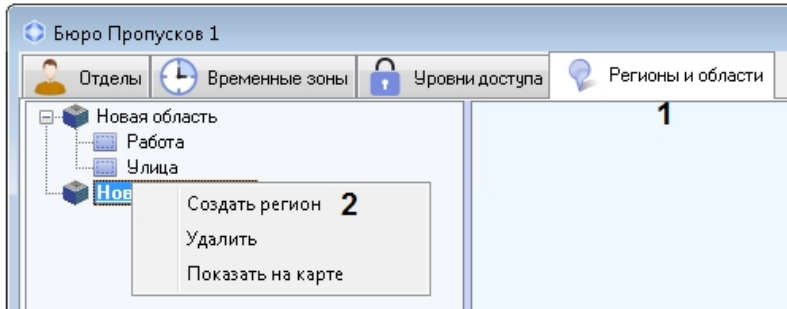 Бюро Пропусков 1
Отделы Временные зоны Уровни доступа Регионы и области
1
Новая область
Работа
Улица
Нов
Создать регион 2
Удалить
Показать на карте